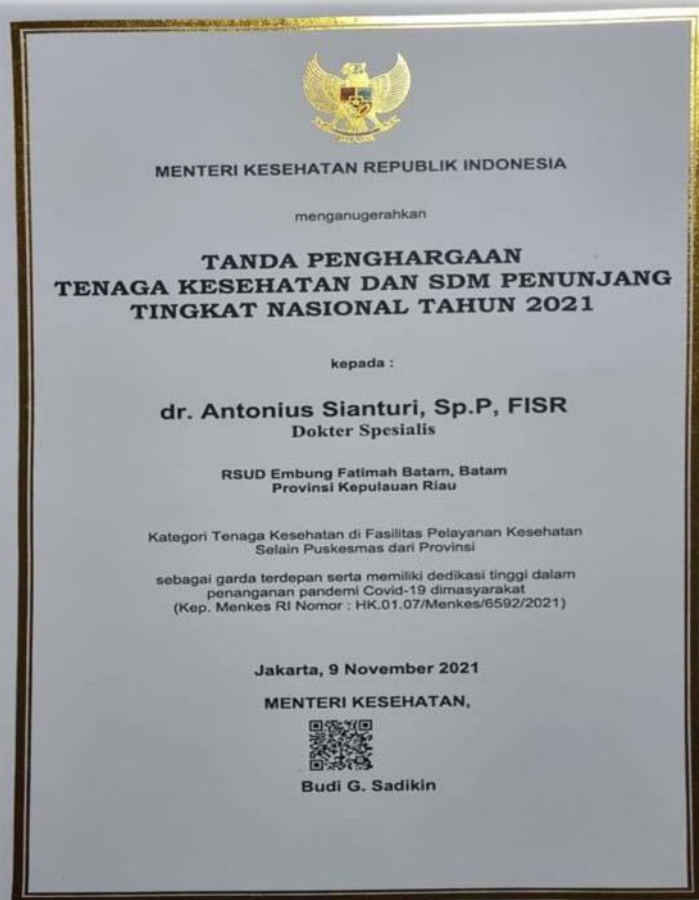 MENTERI KESEHATAN REPUBLIK INDONESIA
menganugerahkan
TANDA PENGHARGAAN
TENAGA KESEHATAN DAN SDM PENUNJANG
TINGKAT NASIONAL TAHUN 2021
kepada :
dr. Antonius Sianturi, Sp.P, FISR
Dokter Spesialis
RSUD Embung Fatimah Batam, Batam
Provinsi Kepulauan Riau
Kategori Tenaga Kesehatan di Fasilitas Pelayanan Kesehatan
Selain Puskesmas dari Provinsi
sebagai garda terdepan serta memiliki dedikasi tinggi dalam
penanganan pandemi Covid-19 dimasyarakat
(Kep. Menkes RI Nomor : HK.01.07/Menkes/6592/2021)
Jakarta, 9 November 2021
MENTERI KESEHATAN,
Budi G. Sadikin